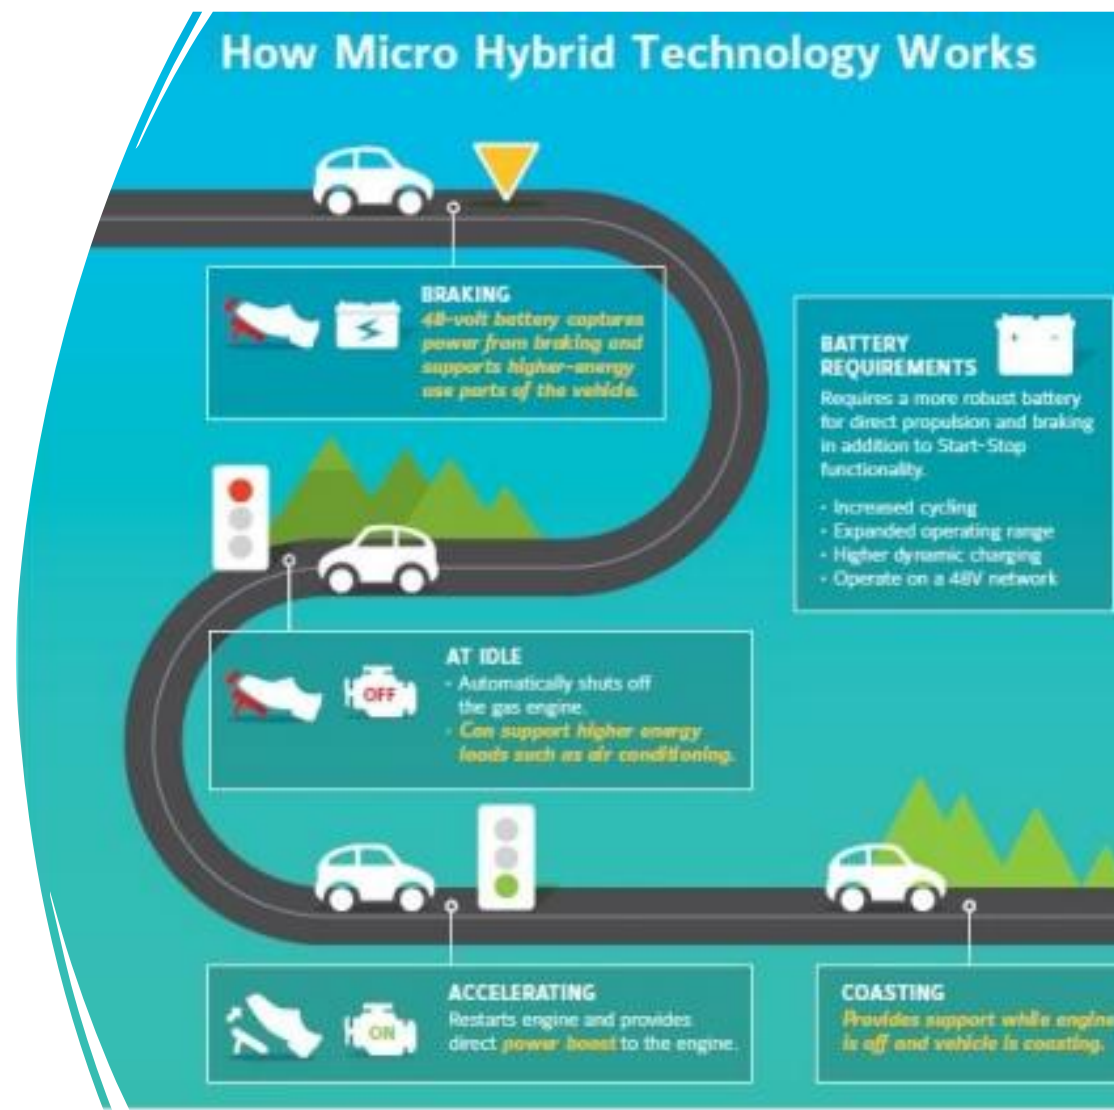 How Micro Hybrid Technology Works
BRAKING
48-volt battery captures
power from braking and
supports higher-energy
use parts of the vehicle.
BATTERY
REQUIREMENTS
Requires a more robust battery
for direct propulsion and braking
in addition to Start-Stop
functionality.
- Increased cycling
- Expanded operating range
- Higher dynamic charging
- Operate on a 48V network
OFF
AT IDLE
- Automatically shuts off
the gas engine.
- Can support higher energy
loads such as air conditioning.
ON
ACCELERATING
Restarts engine and provides
direct power boost to the engine.
COASTING
Provides support while engine
is off and vehicle is coasting.